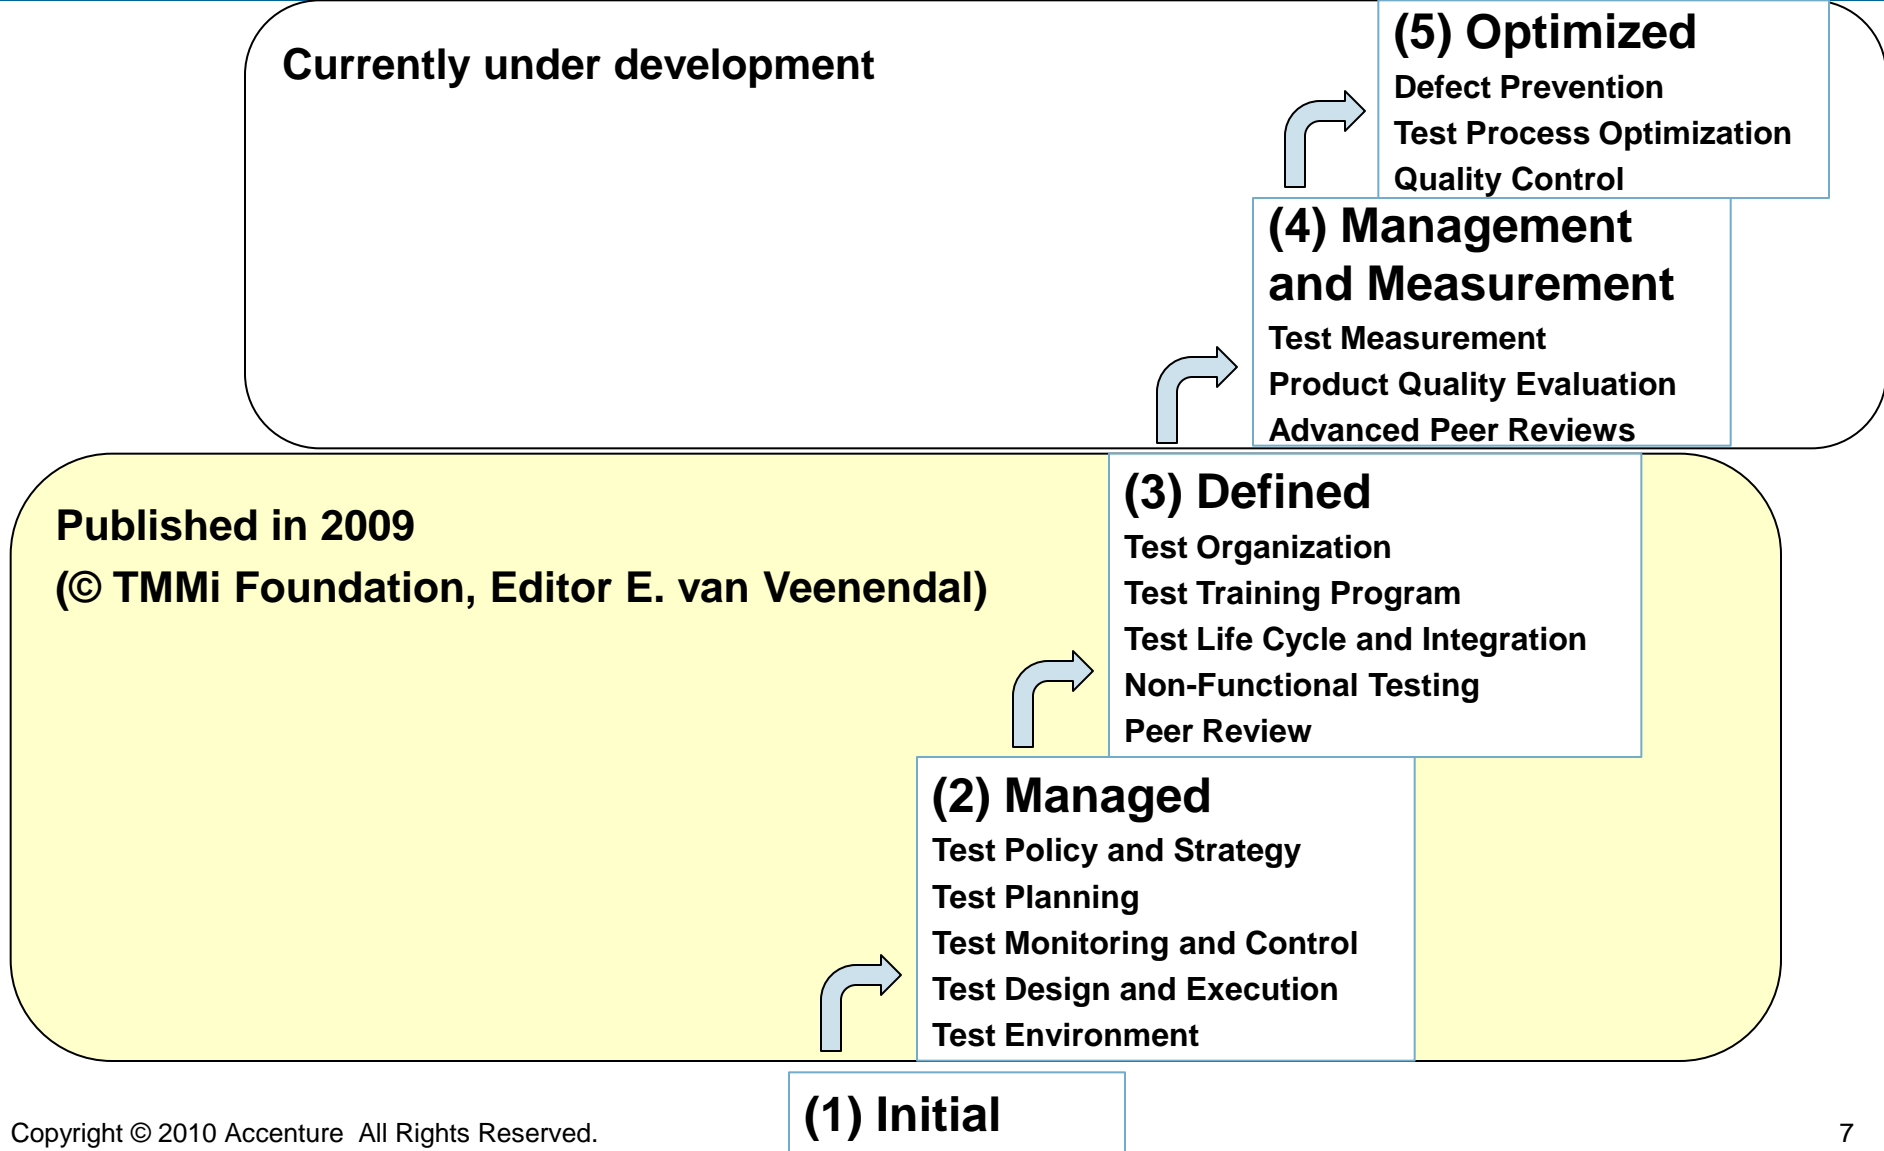 Currently under development
(5) Optimized
Defect Prevention
Test Process Optimization
Quality Control
(4) Management
and Measurement
Test Measurement
Product Quality Evaluation
Advanced Peer Reviews
Published in 2009
(© TMMi Foundation, Editor E. van Veenendal)
(3) Defined
Test Organization
Test Training Program
Test Life Cycle and Integration
Non-Functional Testing
Peer Review
(2) Managed
Test Policy and Strategy
Test Planning
Test Monitoring and Control
Test Design and Execution
Test Environment
(1) Initial
Copyright © 2010 Accenture All Rights Reserved.
7